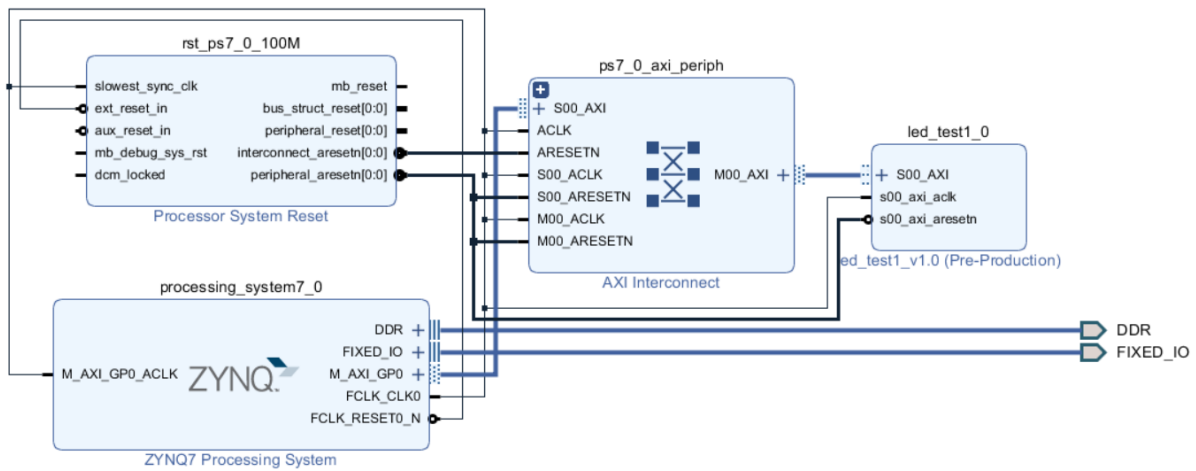 rst_ps7_0_100M
slowest_sync_clk
ext_reset_in
aux_reset_in
mb_debug_sys_rst
dcm_locked
mb_reset
bus_struct_reset[0:0]
peripheral_reset[0:0]
interconnect_aresetn[0:0]
peripheral_aresetn[0:0]
Processor System Reset
ps7_0_axi_periph
S00_AXI
ACLK
ARESETN
S00_ACLK
S00_ARESETN
M00_ACLK
M00_ARESETN
M00_AXI
AXI Interconnect
led_test1_0
S00_AXI
s00_axi_aclk
s00_axi_aresetn
ed_test1_v1.0 (Pre-Production)
processing_system7_0
M_AXI_GP0_ACLK
ZYNQ
DDR
FIXED_IO
M_AXI_GP0
FCLK_CLK0
FCLK_RESET0_N
ZYNQ7 Processing System
DDR
FIXED_IO